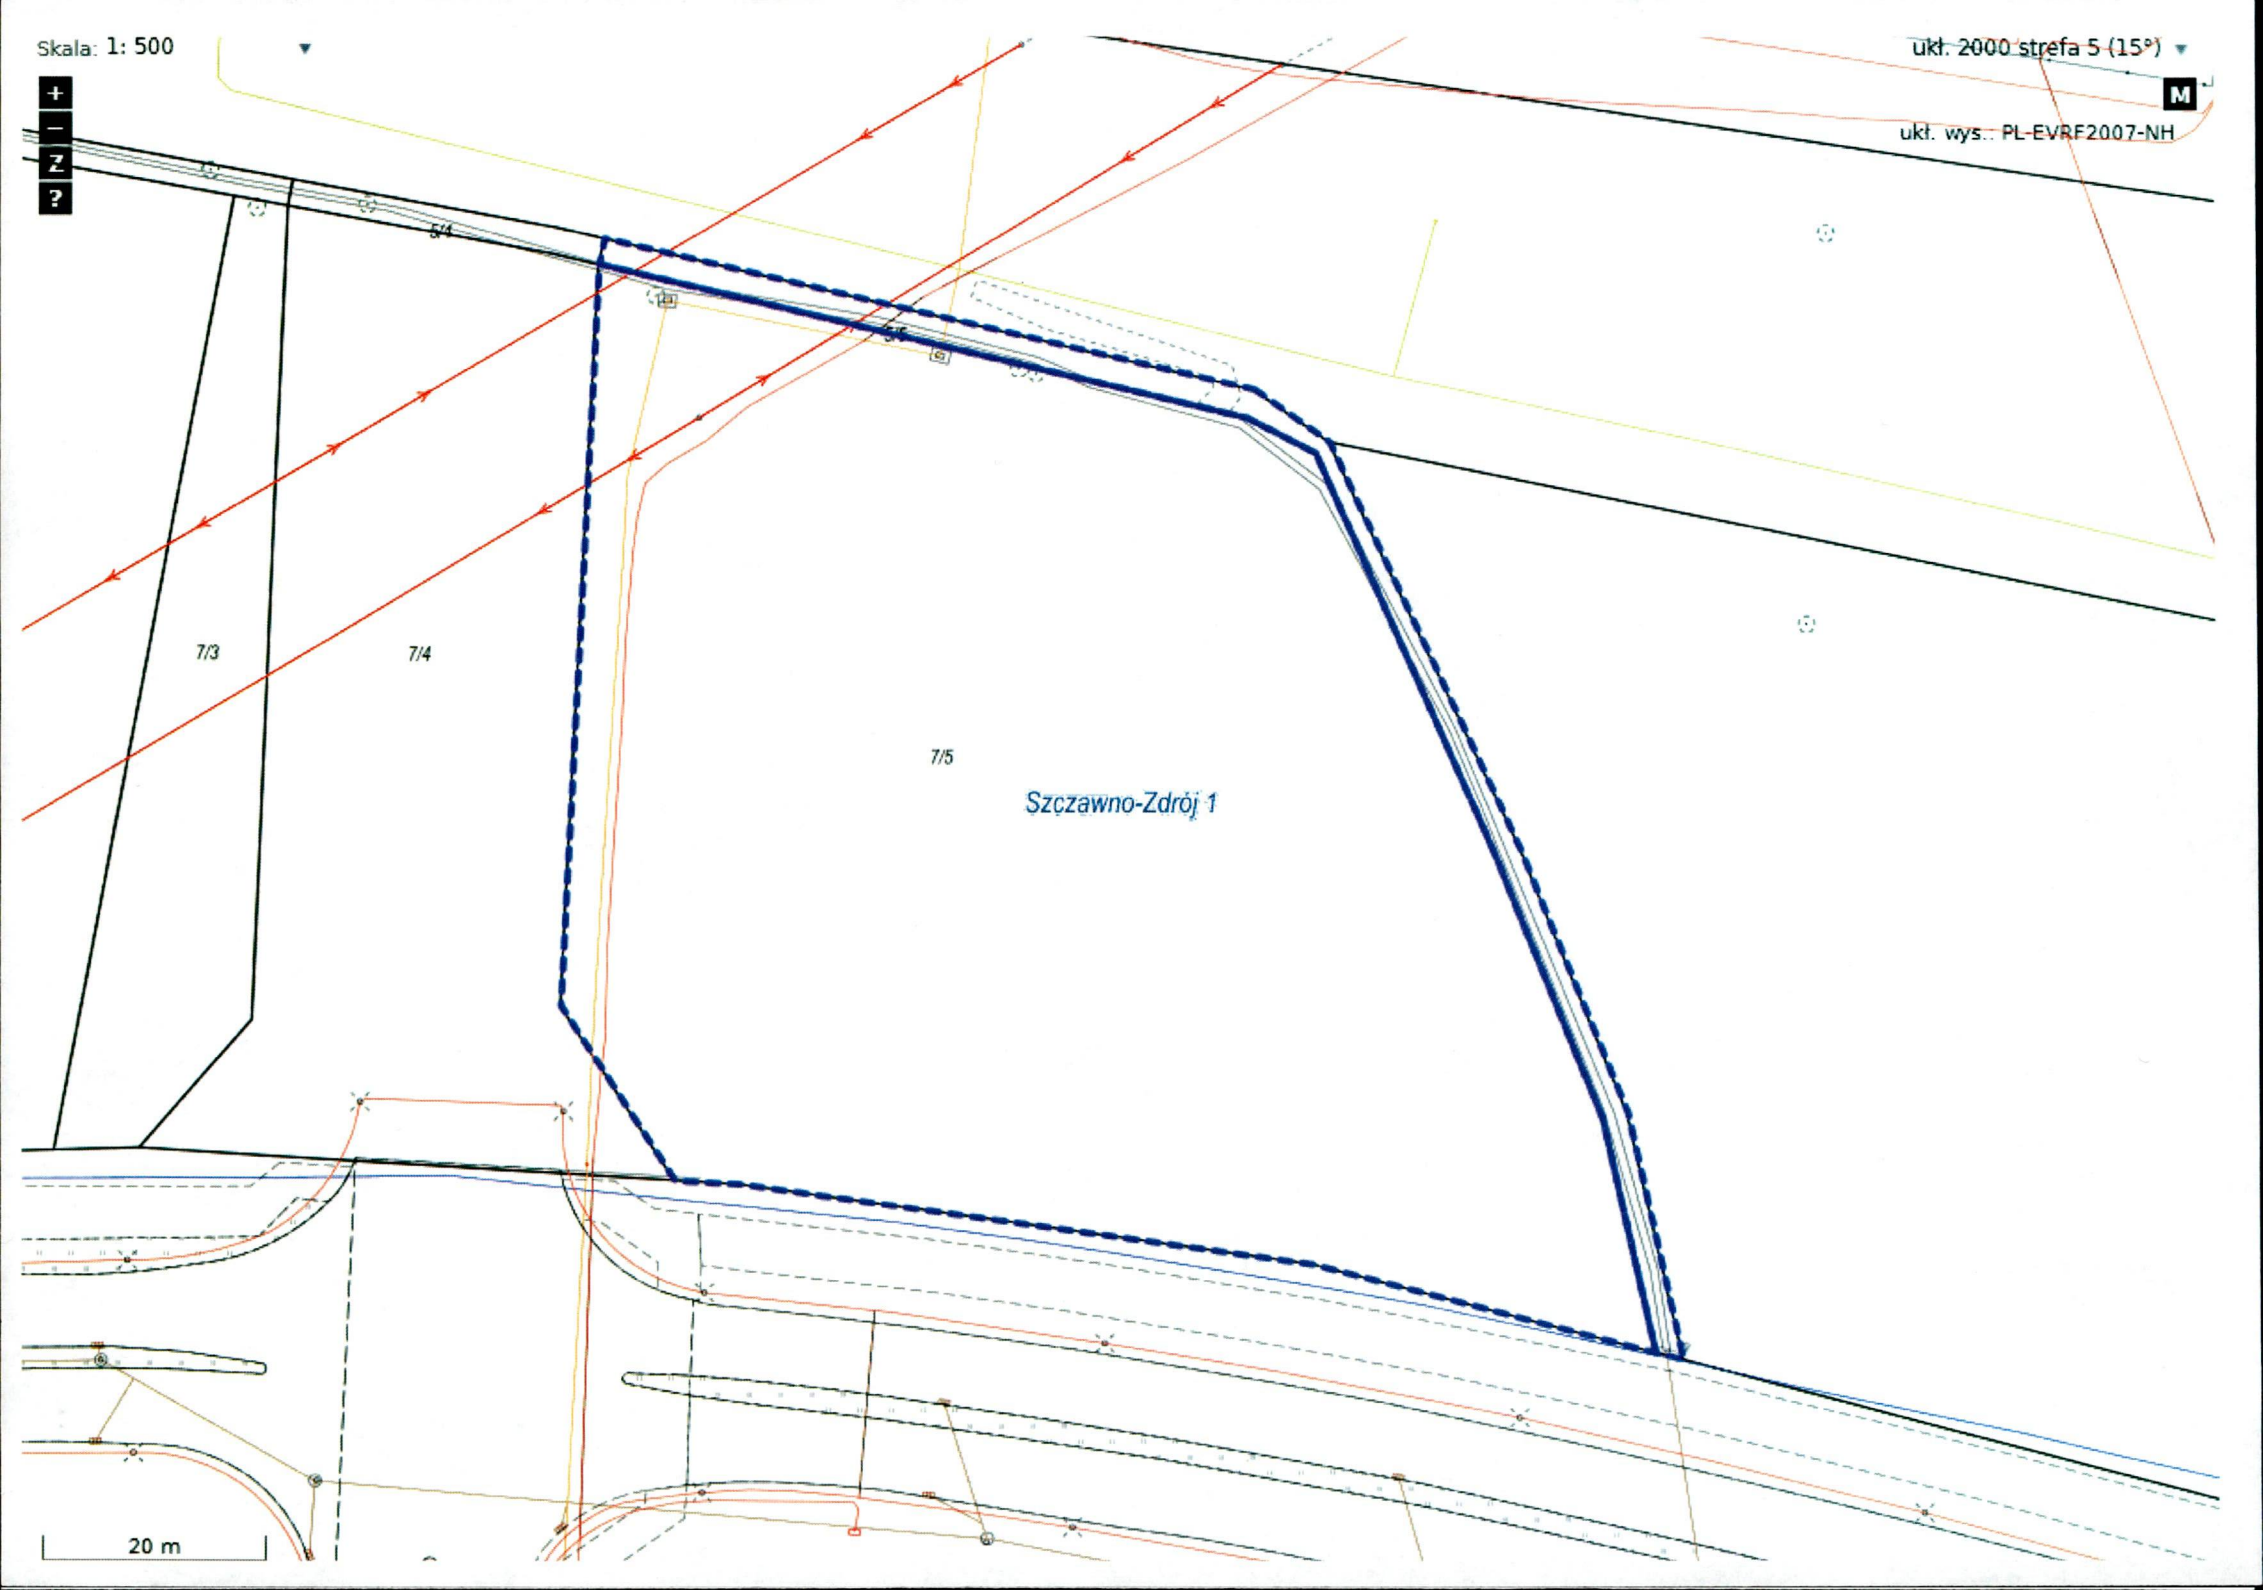 Skala: 1: 500
ukł. 2000 strefa 5 (15°)
+
−
Z
?
M
ukł. wys.: PL-EVRF2007-NH
5/4
7/3
7/4
7/5
Szczawno-Zdrój 1
20 m